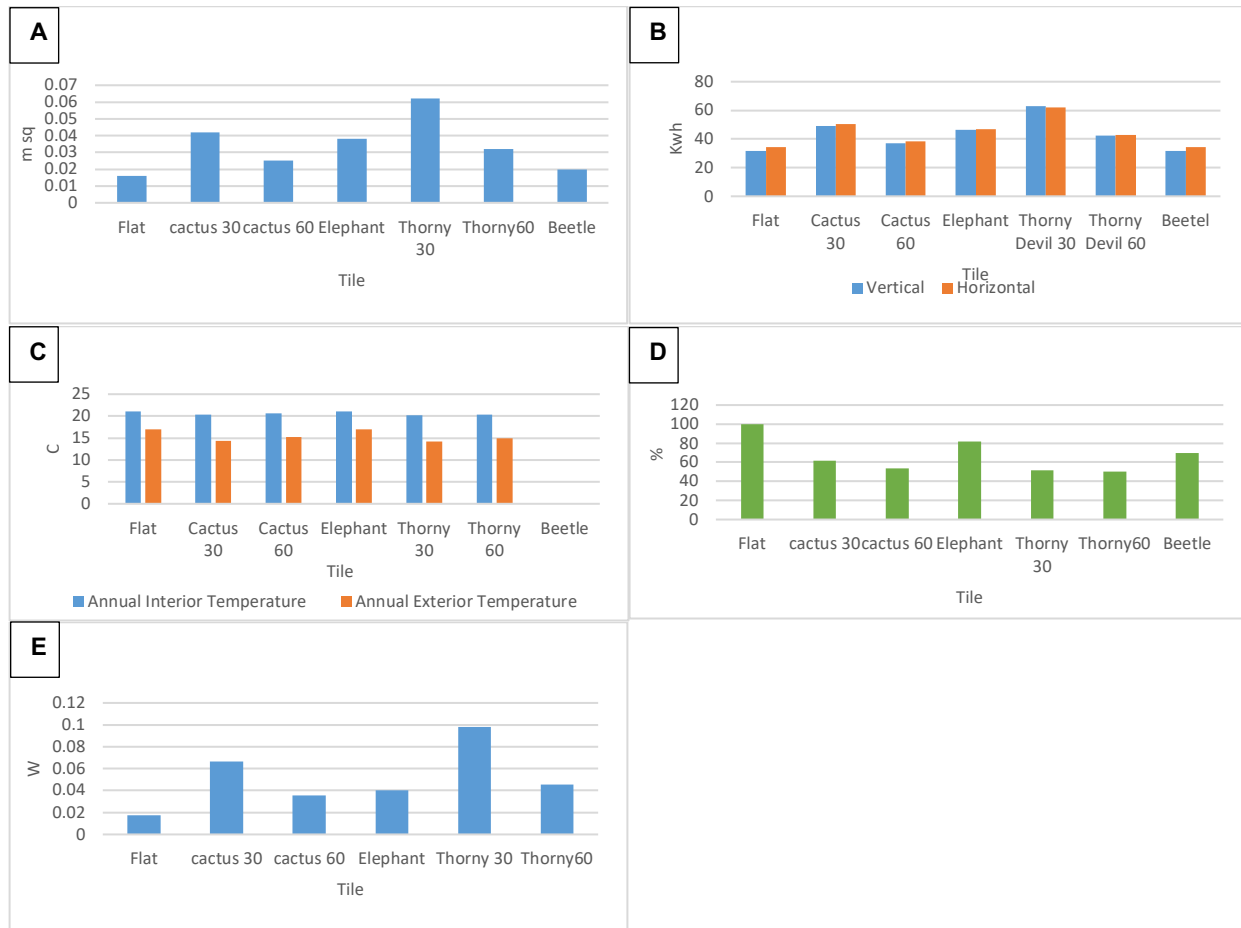 A
0.07
0.06
0.05
0.04
0.03
0.02
0.01
0
m sq
Flat cactus 30 cactus 60 Elephant Thorny 30 Thorny60 Beetle
Tile
B
80
60
40
20
0
Kwh
Flat Cactus 30 Cactus 60 Elephant Thorny Devil 30 Thorny Devil 60 Beetel
Tile
Vertical Horizontal
C
25
20
15
10
5
0
C
Flat Cactus 30 Cactus 60 Elephant Thorny 30 Thorny 60 Beetle
Tile
Annual Interior Temperature Annual Exterior Temperature
D
120
100
80
60
40
20
0
%
Flat cactus 30 cactus 60 Elephant Thorny 30 Thorny60 Beetle
Tile
E
0.12
0.1
0.08
0.06
0.04
0.02
0
W
Flat cactus 30 cactus 60 Elephant Thorny 30 Thorny60
Tile